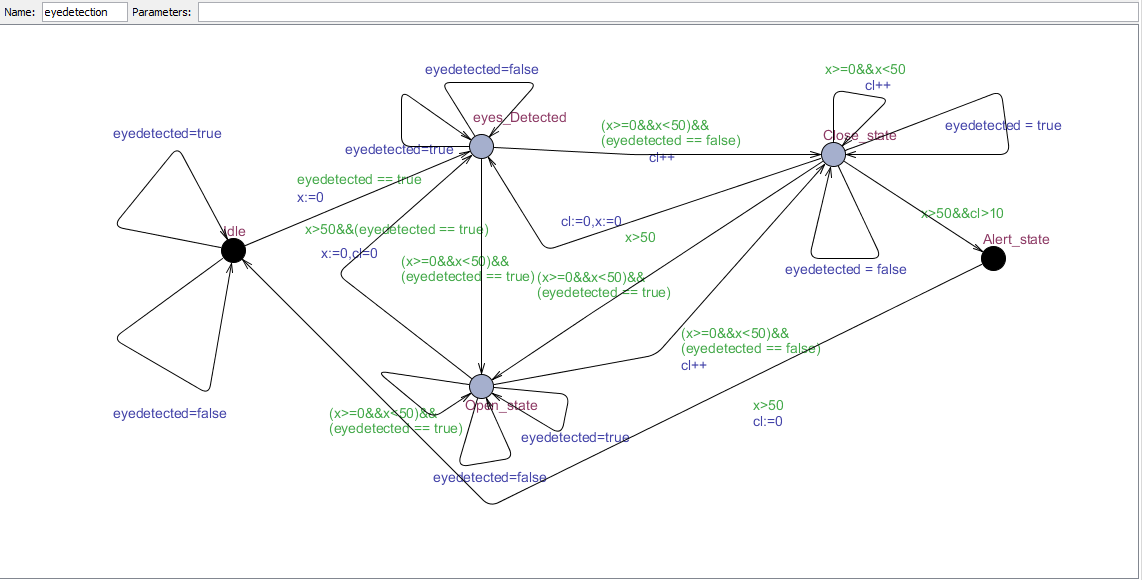 Name: eyedetection Parameters:
eyedetected=false
x>=0&&x<50
cl++
eyes_Detected
(x>=0&&x<50)&&
(eyedetected == false)
cl++
eyedetected = true
Close_state
eyedetected=true
eyedetected=true
eyedetected == true
x:=0
Idle
x>50&&(eyedetected == true)
x:=0,cl=0
cl:=0,x:=0
x>50
x>50&&cl>10
Alert_state
(x>=0&&x<50)&&
(eyedetected == true)
(x>=0&&x<50)&&
(eyedetected == true)
eyedetected = false
(x>=0&&x<50)&&
(eyedetected == false)
cl++
Open_state
eyedetected=false
(x>=0&&x<50)&&
(eyedetected == true)
eyedetected=true
x>50
cl:=0
eyedetected=false